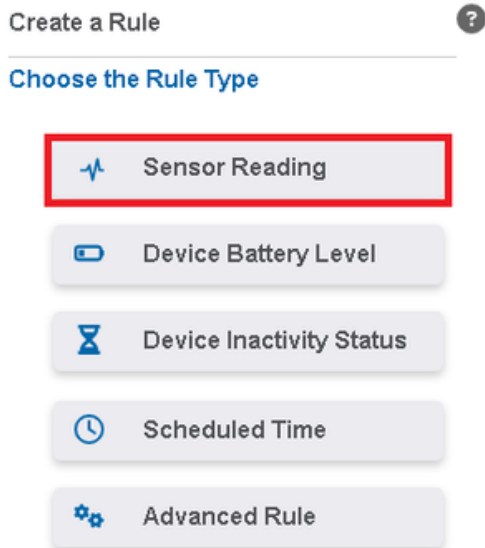 Create a Rule ?
Choose the Rule Type
Sensor Reading
Device Battery Level
Device Inactivity Status
Scheduled Time
Advanced Rule